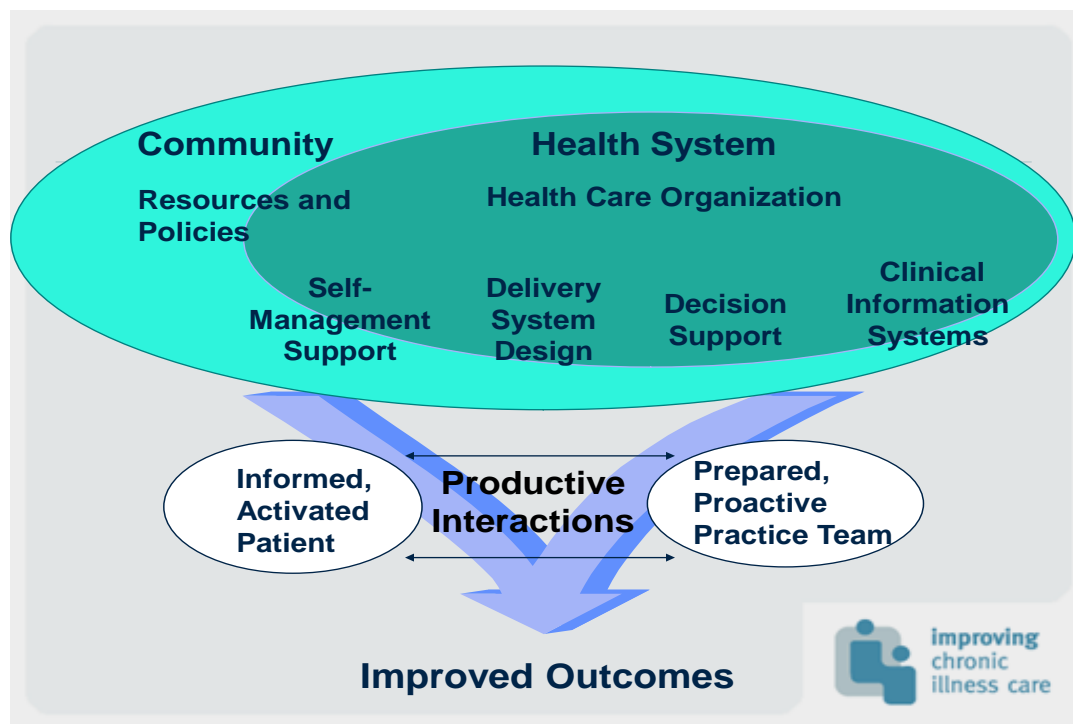 Community
Resources and
Policies
Health System
Health Care Organization
Self-
Management
Support
Delivery
System
Design
Decision
Support
Clinical
Information
Systems
Informed,
Activated
Patient
Productive
Interactions
Prepared,
Proactive
Practice Team
Improved Outcomes
improving
chronic
illness care